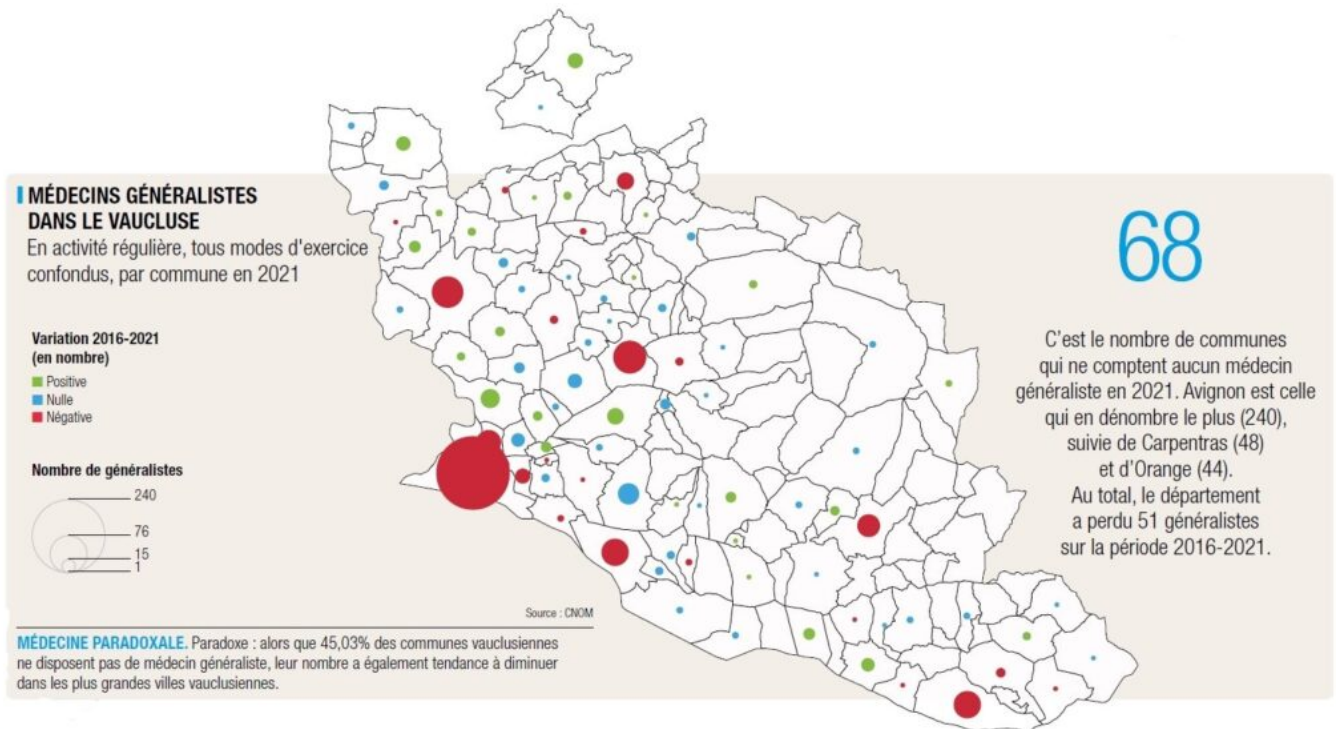 MÉDECINS GÉNÉRALISTES
DANS LE VAUCLUSE
En activité régulière, tous modes d'exercice
confondus, par commune en 2021
Variation 2016-2021
(en nombre)
Positive
Nulle
Négative
Nombre de généralistes
240
76
15
1
Source : CNOM
MÉDECINE PARADOXALE. Paradoxe : alors que 45,03% des communes vauclusiennes
ne disposent pas de médecin généraliste, leur nombre a également tendance à diminuer
dans les plus grandes villes vauclusiennes.
68
C'est le nombre de communes
qui ne comptent aucun médecin
généraliste en 2021. Avignon est celle
qui en dénombre le plus (240),
suivie de Carpentras (48)
et d'Orange (44).
Au total, le département
a perdu 51 généralistes
sur la période 2016-2021.